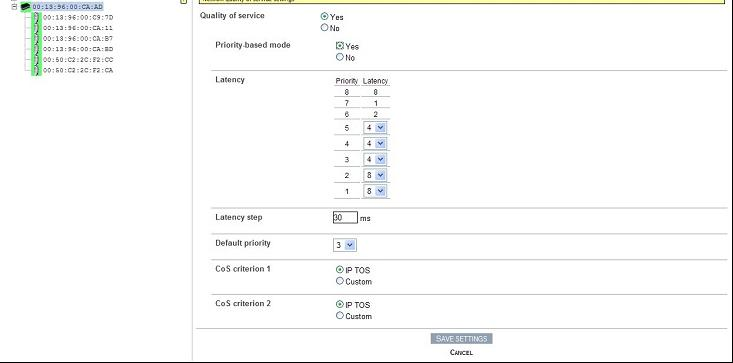 00:13:96:00:CA:AD
00:13:96:00:C9:7D
00:13:96:00:CA:11
00:13:96:00:CA:B7
00:13:96:00:CA:BD
00:50:C2:2C:F2:CC
00:50:C2:2C:F2:CA
Quality of service
Yes
No
Priority-based mode
Yes
No
Latency
Priority Latency
8 8
7 1
6 2
5 4
4 4
3 4
2 8
1 8
Latency step
30 ms
Default priority
3
CoS criterion 1
IP TOS
Custom
CoS criterion 2
IP TOS
Custom
SAVE SETTINGS
CANCEL